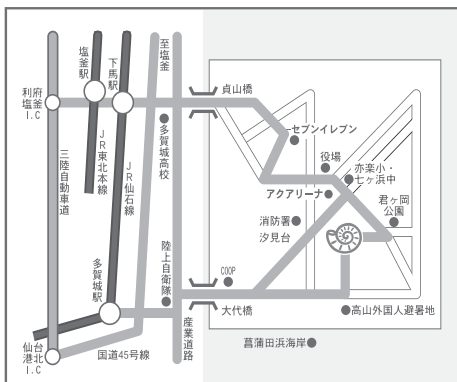 塩釜駅
下馬駅
至塩釜
利府
塩釜
I.C
貞山橋
セブンイレブン
多賀城高校
役場
亦楽小・
七ヶ浜中
アクアリーナ
君ヶ岡
公園
三陸自動車道
JR東北本線
JR仙石線
消防署
汐見台
多賀城駅
陸上自衛隊
COOP
大代橋
産業道路
高山外国人避暑地
仙台
港北
I.C
国道45号線
菖蒲田浜海岸